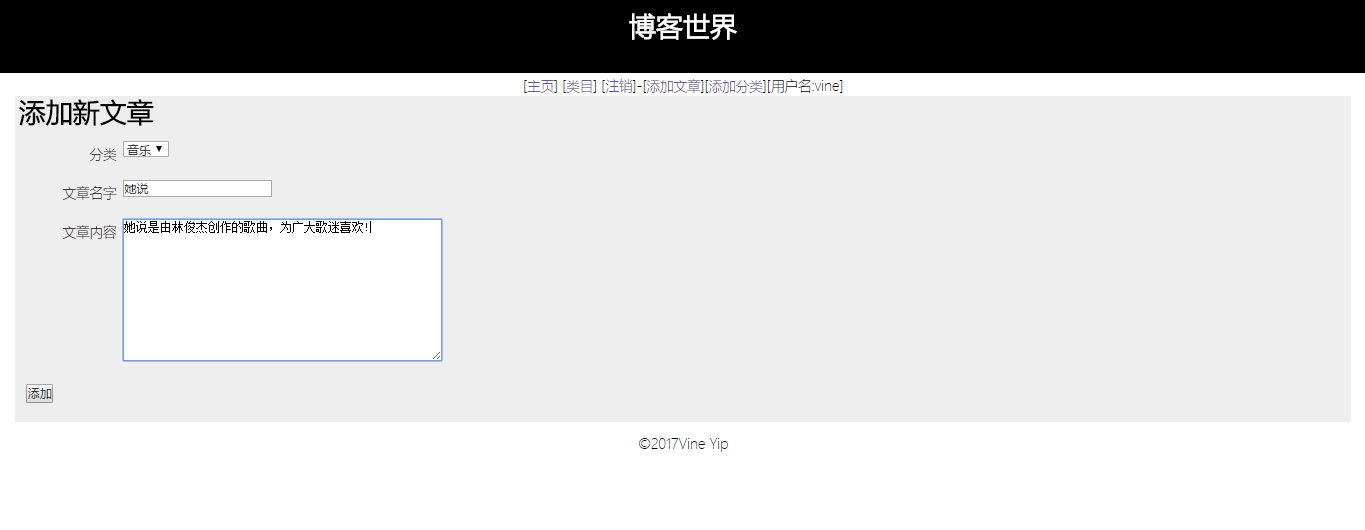 博客世界
[主页] [类目] [注销]-[添加文章][添加分类][用户名:vine]
添加新文章
分类 音乐
文章名字 她说
文章内容 她说是由林俊杰创作的歌曲，为广大歌迷喜欢!
添加
©2017Vine Yip